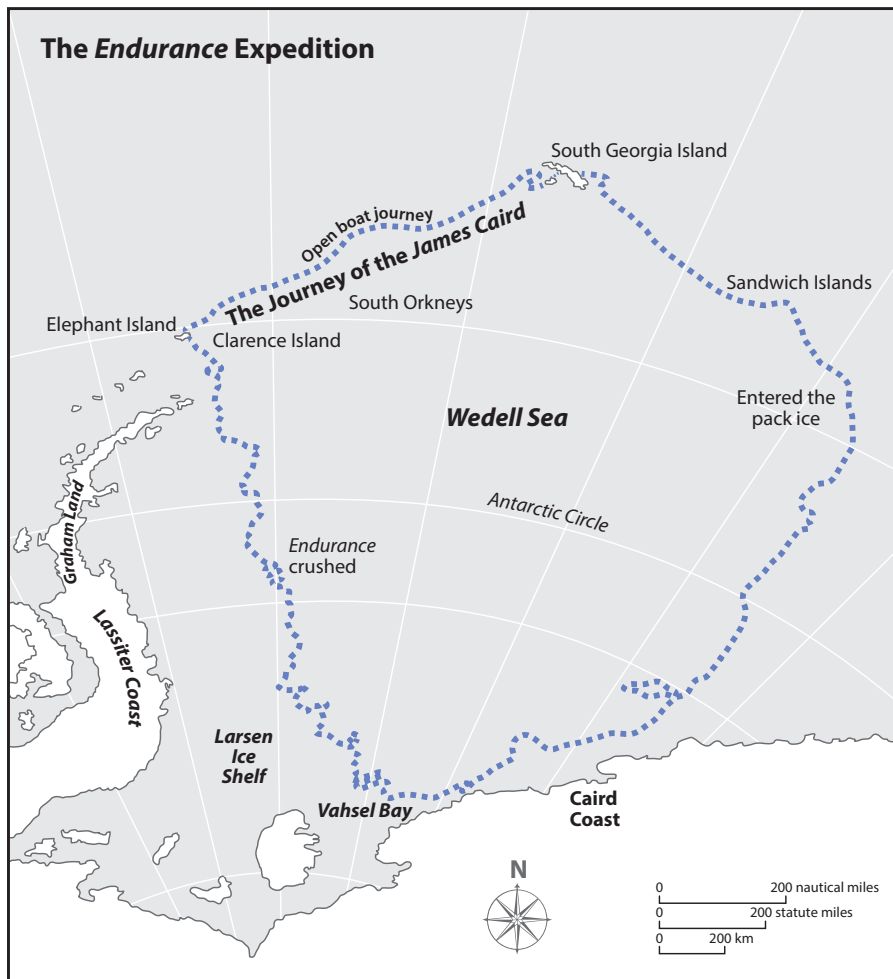 The Endurance Expedition
South Georgia Island
Open boat journey
The Journey of the James Caird
Sandwich Islands
South Orkneys
Elephant Island
Clarence Island
Entered the
pack ice
Wedell Sea
Antarctic Circle
Graham Land
Endurance
crushed
Lassiter Coast
Larsen
Ice
Shelf
Vahsel Bay
Caird
Coast
N
0 200 nautical miles
0 200 statute miles
0 200 km